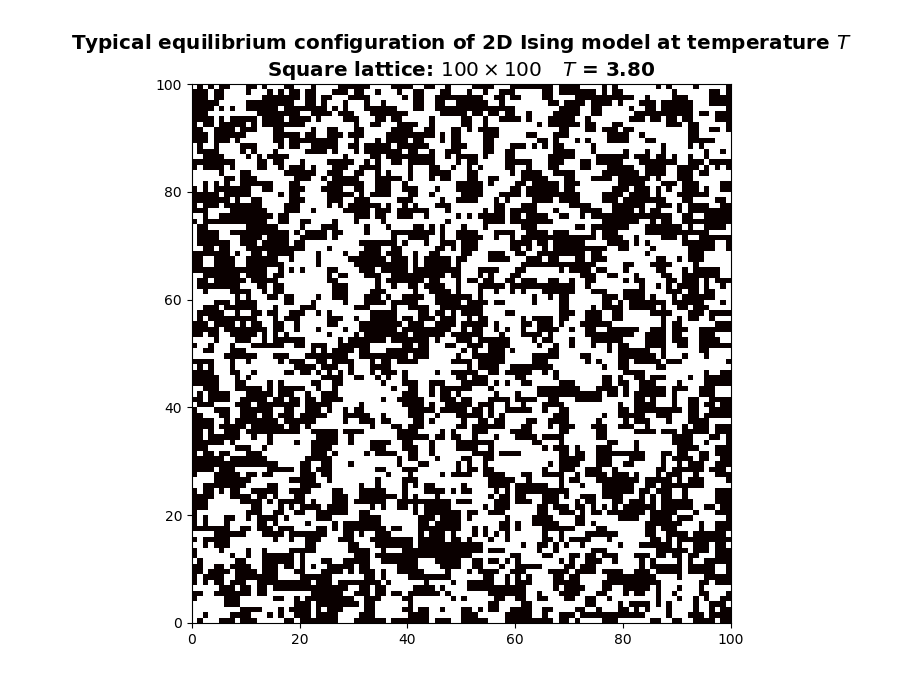 Typical equilibrium configuration of 2D Ising model at temperature T
Square lattice: 100 × 100 T = 3.80
100
80
60
40
20
0
0 20 40 60 80 100